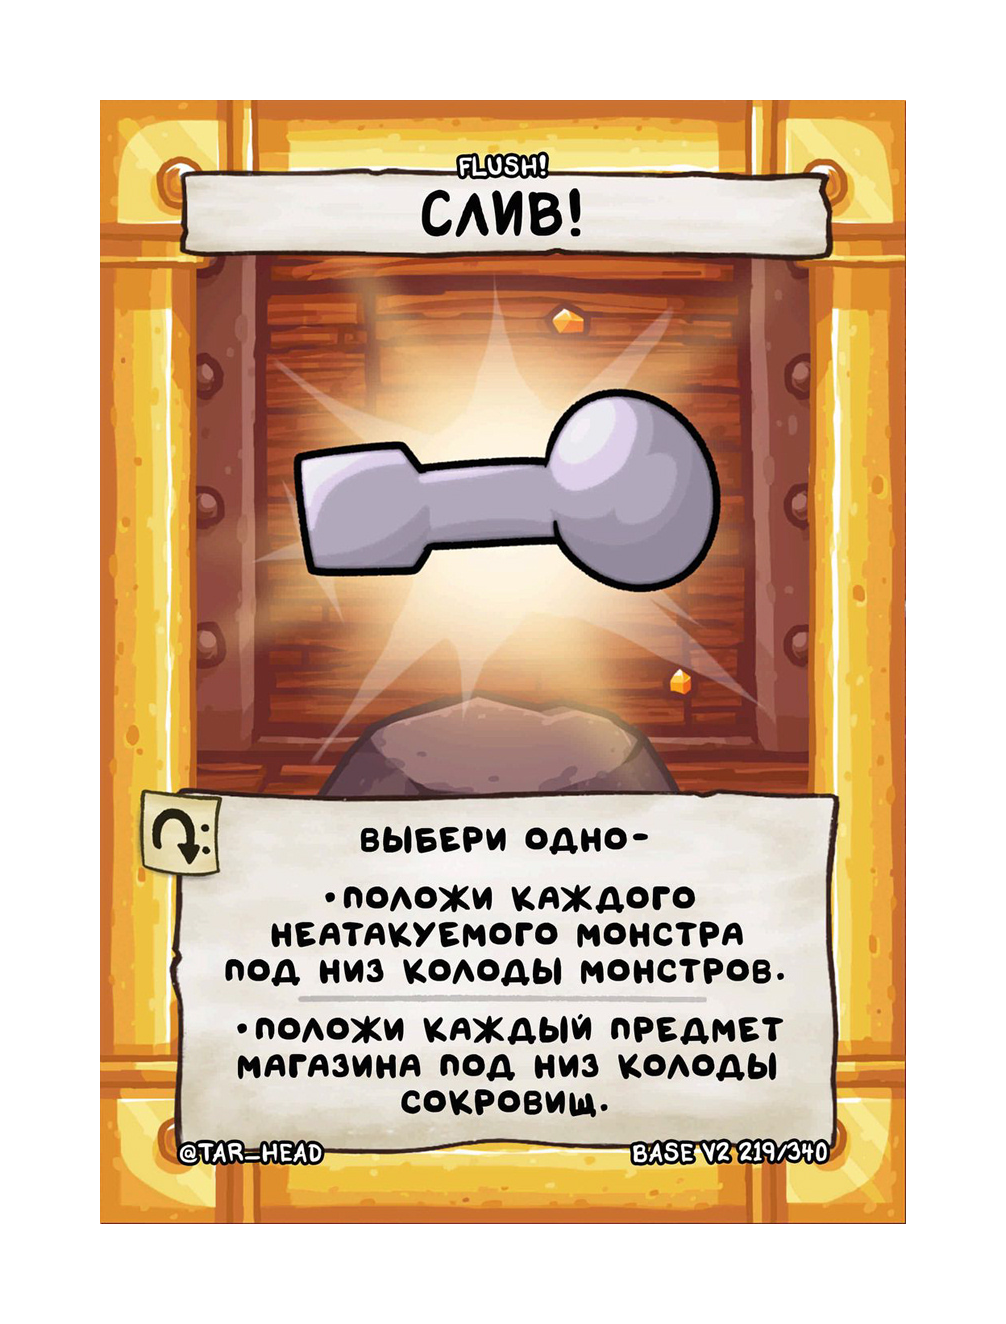 FLUSH!
СЛИВ!
ВЫБЕРИ ОДНО-
•ПОЛОЖИ КАЖДОГО
НЕАТАКУЕМОГО МОНСТРА
ПОД НИЗ КОЛОДЫ МОНСТРОВ.
•ПОЛОЖИ КАЖДЫЙ ПРЕДМЕТ
МАГАЗИНА ПОД НИЗ КОЛОДЫ
СОКРОВИЩ.
@TAR_HEAD
BASE V2 219/340